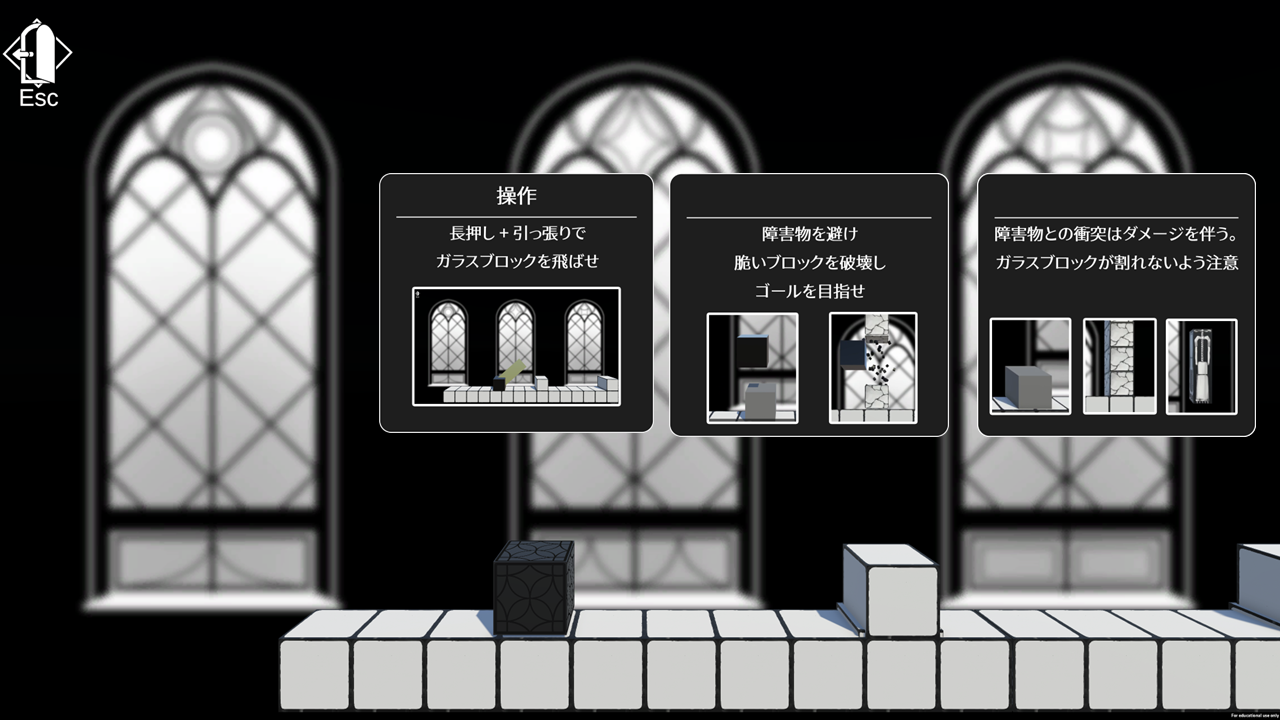 Esc
操作
長押し + 引っ張りで
ガラスブロックを飛ばせ
障害物を避け
脆いブロックを破壊し
ゴールを目指せ
障害物との衝突はダメージを伴う。
ガラスブロックが割れないよう注意
For educational use only